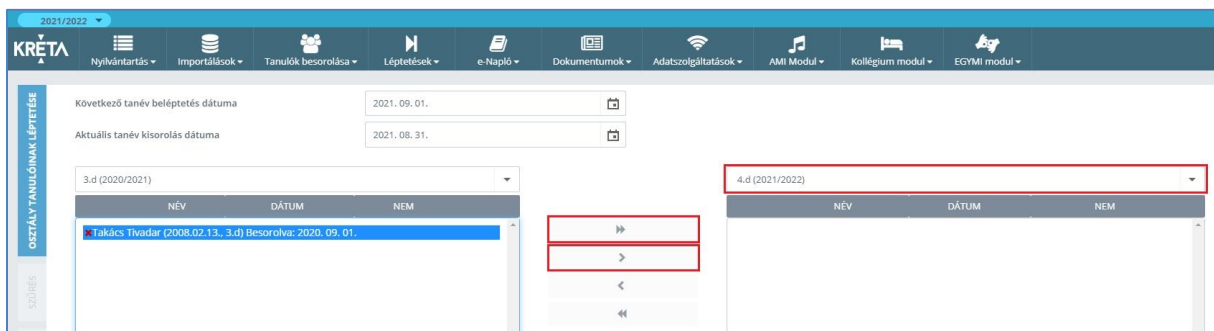 2021/2022
KRÉTA
Nyilvántartás
Importálások
Tanulók besorolása
Léptetések
e-Napló
Dokumentumok
Adatszolgáltatások
AMI Modul
Kollégium modul
EGYMI modul
OSZTÁLY TANULÓINAK LÉPTETÉSE
SZŰRÉS
Következő tanév beléptetés dátuma
2021. 09. 01.
Aktuális tanév kisorolás dátuma
2021. 08. 31.
3.d (2020/2021)
4.d (2021/2022)
NÉV DÁTUM NEM
NÉV DÁTUM NEM
Takács Tivadar (2008.02.13., 3.d) Besorolva: 2020. 09. 01.